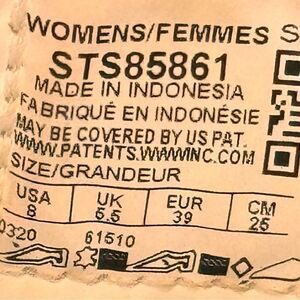 WOMENS/FEMMES S
STS85861
MADE IN INDONESIA
FABRIQUÉ EN INDONÉSIE
MAY BE COVERED BY US PAT.
WWW.PATENTS.WWWINC.COM
SIZE/GRANDEUR
USA UK EUR CM
8 5.5 39 25
0320 61510